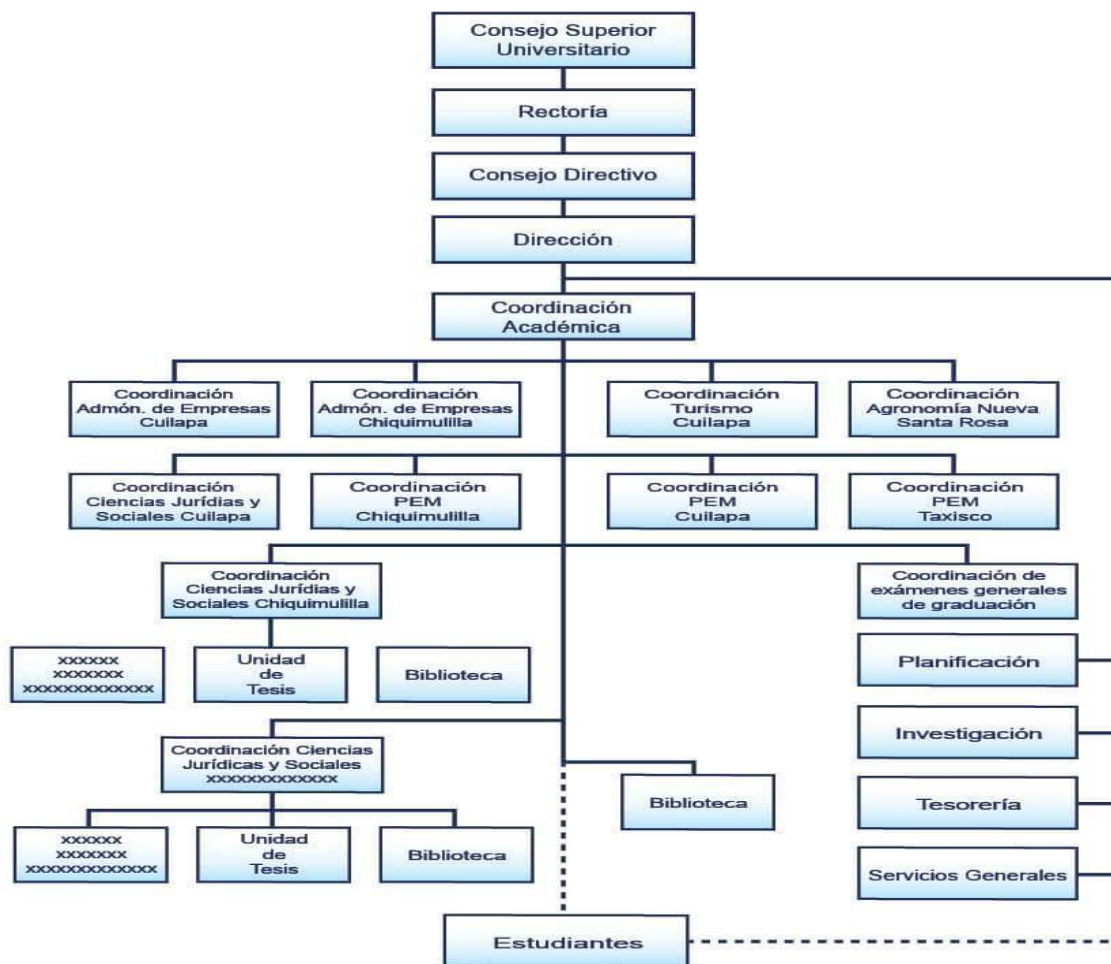 Consejo Superior
Universitario
Rectoría
Consejo Directivo
Dirección
Coordinación
Académica
Coordinación
Admón. de Empresas
Cuilapa
Coordinación
Admón. de Empresas
Chiquimulilla
Coordinación
Turismo
Cuilapa
Coordinación
Agronomía Nueva
Santa Rosa
Coordinación
Ciencias Jurídias y
Sociales Cuilapa
Coordinación
PEM
Chiquimulilla
Coordinación
PEM
Cuilapa
Coordinación
PEM
Taxisco
Coordinación
Ciencias Jurídias y
Sociales Chiquimulilla
Coordinación de
exámenes generales
de graduación
xxxxxx
xxxxxxx
xxxxxxxxxxxxx
Unidad
de
Tesis
Biblioteca
Planificación
Investigación
Coordinación Ciencias
Jurídicas y Sociales
xxxxxxxxxxxxx
Biblioteca
Tesorería
xxxxxx
xxxxxxx
xxxxxxxxxxxxx
Unidad
de
Tesis
Biblioteca
Servicios Generales
Estudiantes